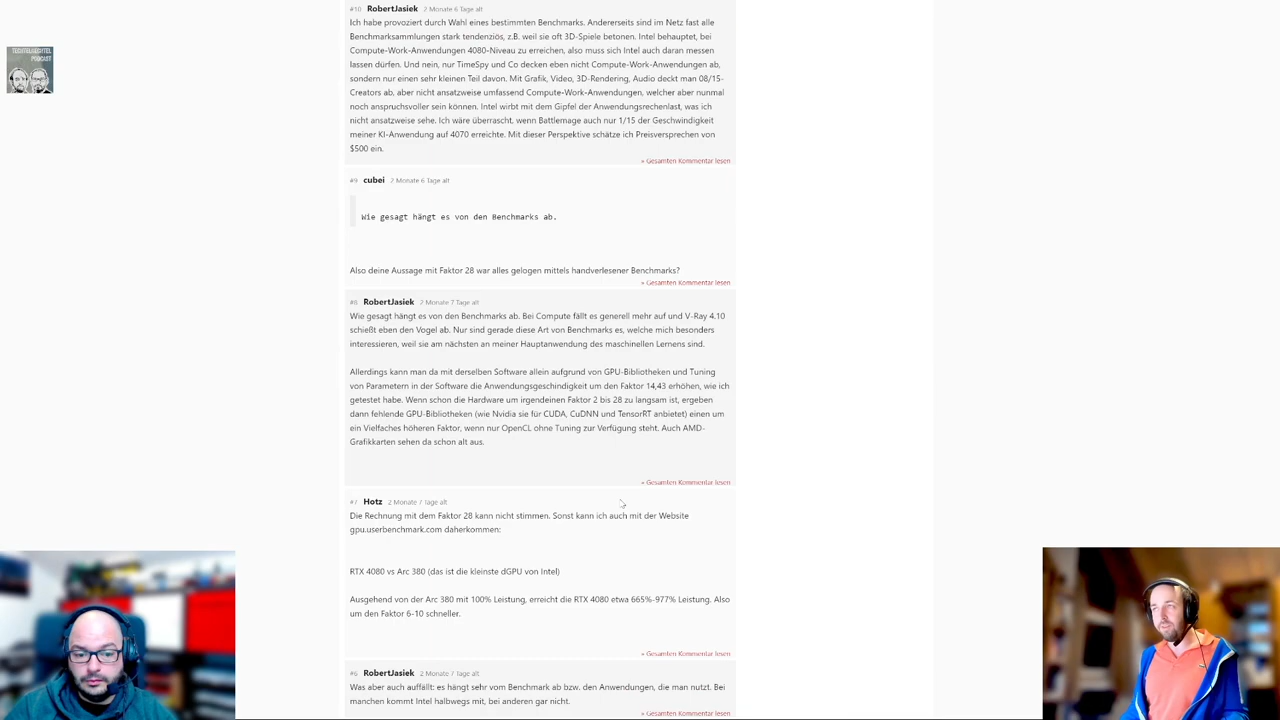 #10 RobertJasiek 2 Monate 6 Tage alt
Ich habe provoziert durch Wahl eines bestimmten Benchmarks. Andererseits sind im Netz fast alle
Benchmarksammlungen stark tendenziös, z.B. weil sie oft 3D-Spiele betonen. Intel behauptet, bei
Compute-Work-Anwendungen 4080-Niveau zu erreichen, also muss sich Intel auch daran messen
lassen dürfen. Und nein, nur TimeSpy und Co decken eben nicht Compute-Work-Anwendungen ab,
sondern nur einen sehr kleinen Teil davon. Mit Grafik, Video, 3D-Rendering, Audio deckt man 08/15-
Creators ab, aber nicht ansatzweise umfassend Compute-Work-Anwendungen, welcher aber nunmal
noch anspruchsvoller sein können. Intel wirbt mit dem Gipfel der Anwendungsrechenlast, was ich
nicht ansatzweise sehe. Ich wäre überrascht, wenn Battlemage auch nur 1/15 der Geschwindigkeit
meiner KI-Anwendung auf 4070 erreichte. Mit dieser Perspektive schätze ich Preisversprechen von
$500 ein.
» Gesamten Kommentar lesen
TECHTELMECHTEL
PODCAST
#9 cubei 2 Monate 6 Tage alt
Wie gesagt hängt es von den Benchmarks ab.
Also deine Aussage mit Faktor 28 war alles gelogen mittels handverlesener Benchmarks?
» Gesamten Kommentar lesen
#8 RobertJasiek 2 Monate 7 Tage alt
Wie gesagt hängt es von den Benchmarks ab. Bei Compute fällt es generell mehr auf und V-Ray 4.10
schießt eben den Vogel ab. Nur sind gerade diese Art von Benchmarks es, welche mich besonders
interessieren, weil sie am nächsten an meiner Hauptanwendung des maschinellen Lernens sind.
Allerdings kann man da mit derselben Software allein aufgrund von GPU-Bibliotheken und Tuning
von Parametern in der Software die Anwendungsgeschindigkeit um den Faktor 14,43 erhöhen, wie ich
getestet habe. Wenn schon die Hardware um irgendeinen Faktor 2 bis 28 zu langsam ist, ergeben
dann fehlende GPU-Bibliotheken (wie Nvidia sie für CUDA, CuDNN und TensorRT anbietet) einen um
ein Vielfaches höheren Faktor, wenn nur OpenCL ohne Tuning zur Verfügung steht. Auch AMD-
Grafikkarten sehen da schon alt aus.
» Gesamten Kommentar lesen
#7 Hotz 2 Monate 7 Tage alt
Die Rechnung mit dem Faktor 28 kann nicht stimmen. Sonst kann ich auch mit der Website
gpu.userbenchmark.com daherkommen:
RTX 4080 vs Arc 380 (das ist die kleinste dGPU von Intel)
Ausgehend von der Arc 380 mit 100% Leistung, erreicht die RTX 4080 etwa 665%-977% Leistung. Also
um den Faktor 6-10 schneller.
» Gesamten Kommentar lesen
#6 RobertJasiek 2 Monate 7 Tage alt
Was aber auch auffällt: es hängt sehr vom Benchmark ab bzw. den Anwendungen, die man nutzt. Bei
manchen kommt Intel halbwegs mit, bei anderen gar nicht.
» Gesamten Kommentar lesen